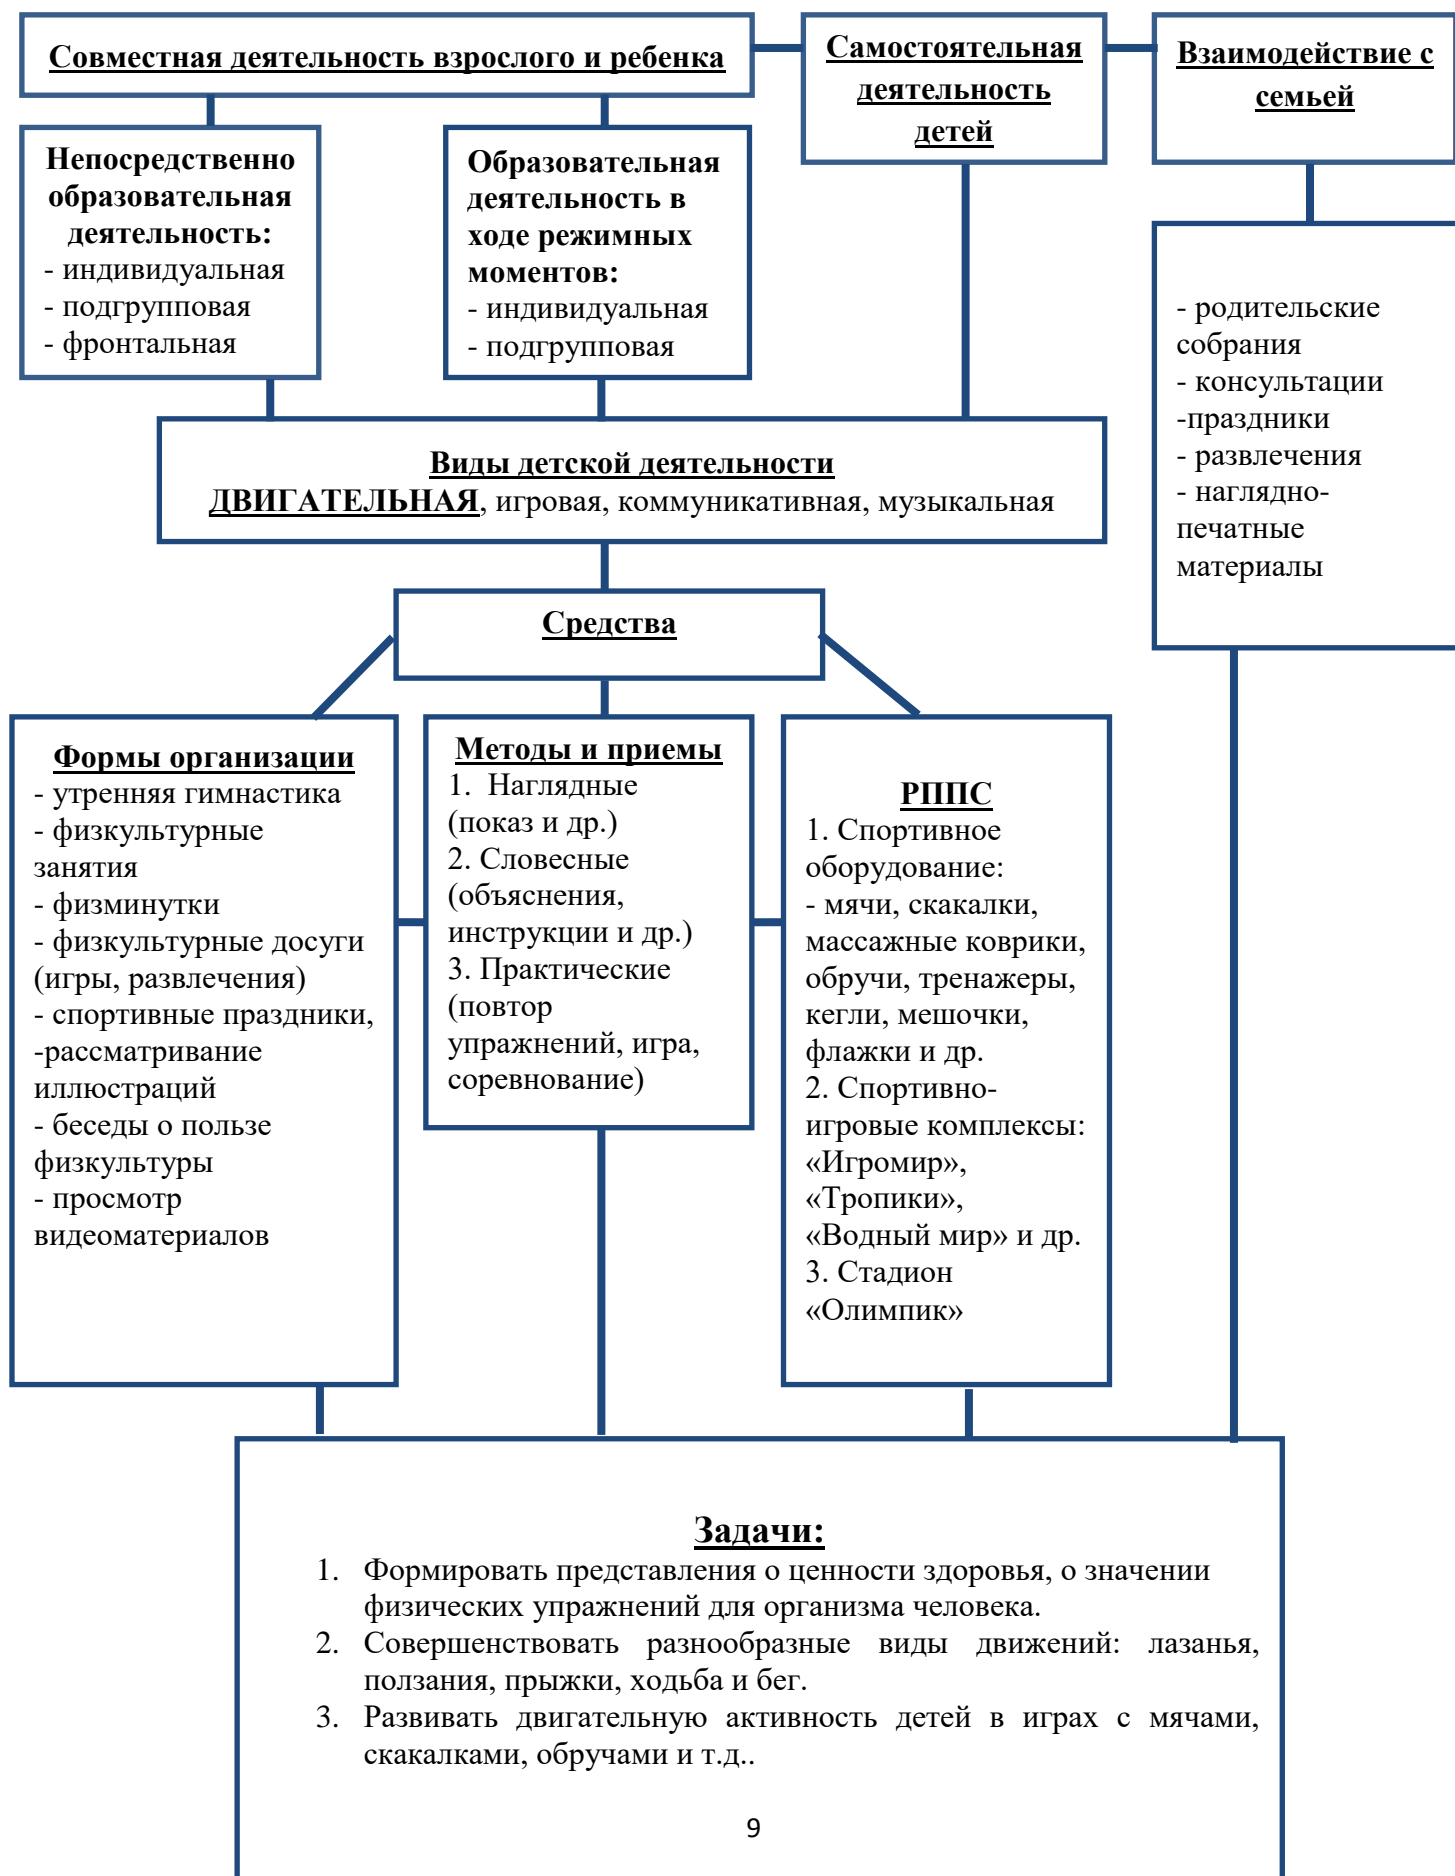 Совместная деятельность взрослого и ребенка
Самостоятельная
деятельность
детей
Взаимодействие с
семьей
Непосредственно
образовательная
деятельность:
- индивидуальная
- подгрупповая
- фронтальная
Образовательная
деятельность в
ходе режимных
моментов:
- индивидуальная
- подгрупповая
- родительские
собрания
- консультации
-праздники
- развлечения
- наглядно-
печатные
материалы
Виды детской деятельности
ДВИГАТЕЛЬНАЯ, игровая, коммуникативная, музыкальная
Средства
Формы организации
- утренняя гимнастика
- физкультурные
занятия
- физминутки
- физкультурные досуги
(игры, развлечения)
- спортивные праздники,
-рассматривание
иллюстраций
- беседы о пользе
физкультуры
- просмотр
видеоматериалов
Методы и приемы
1. Наглядные
(показ и др.)
2. Словесные
(объяснения,
инструкции и др.)
3. Практические
(повтор
упражнений, игра,
соревнование)
РППС
1. Спортивное
оборудование:
- мячи, скакалки,
массажные коврики,
обручи, тренажеры,
кегли, мешочки,
флажки и др.
2. Спортивно-
игровые комплексы:
«Игромир»,
«Тропики»,
«Водный мир» и др.
3. Стадион
«Олимпик»
Задачи:
1. Формировать представления о ценности здоровья, о значении
физических упражнений для организма человека.
2. Совершенствовать разнообразные виды движений: лазанья,
ползания, прыжки, ходьба и бег.
3. Развивать двигательную активность детей в играх с мячами,
скакалками, обручами и т.д..
9